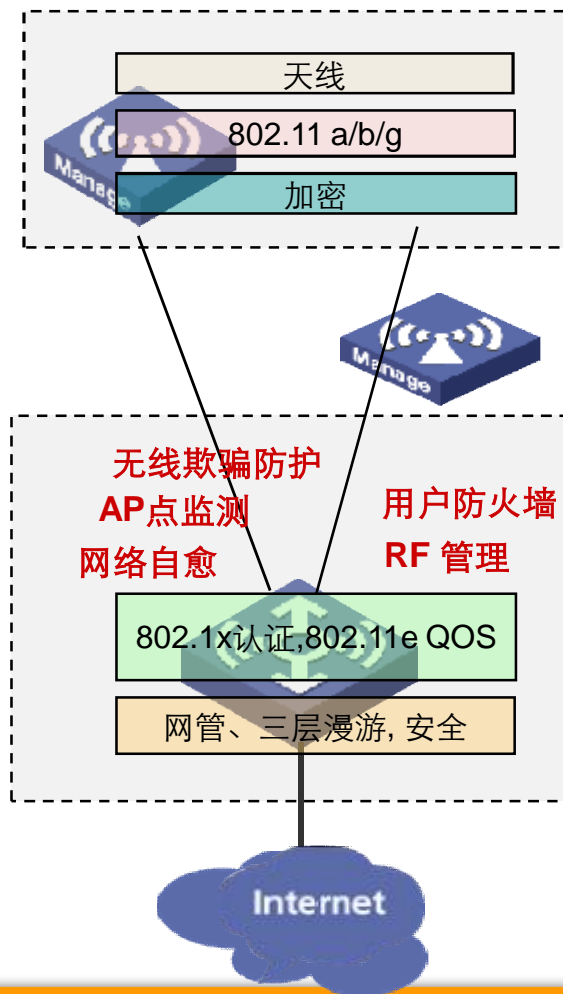 天线
802.11 a/b/g
Manage
加密
Manage
无线欺骗防护
AP点监测
用户防火墙
网络自愈
RF 管理
802.1x认证,802.11e QOS
网管、三层漫游, 安全
Internet